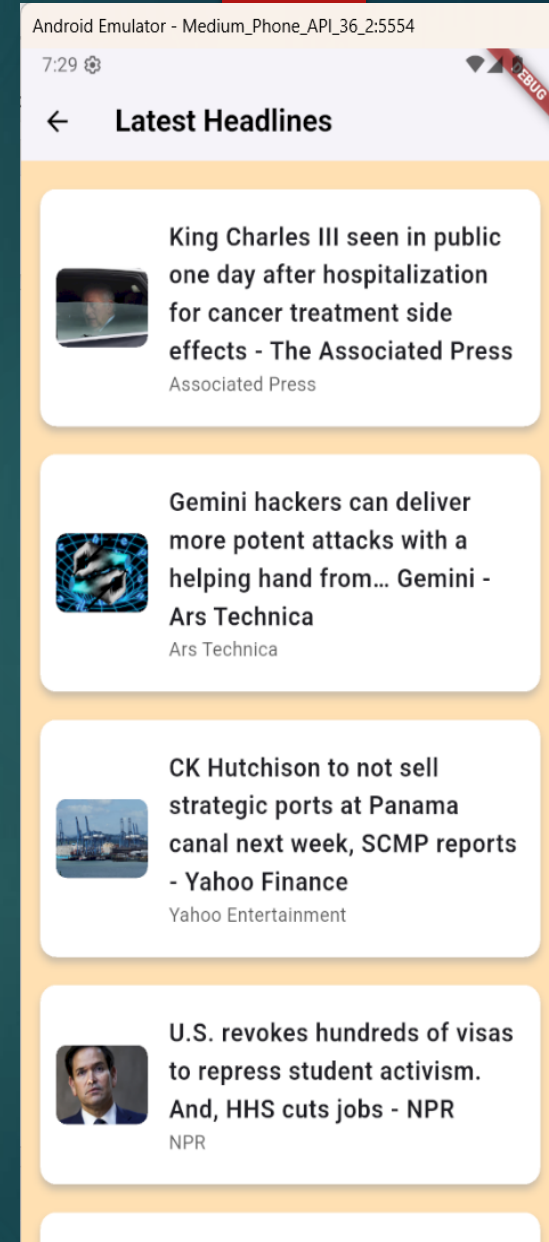 Android Emulator - Medium_Phone_API_36_2:5554
7:29
Latest Headlines
King Charles III seen in public
one day after hospitalization
for cancer treatment side
effects - The Associated Press
Associated Press
Gemini hackers can deliver
more potent attacks with a
helping hand from… Gemini -
Ars Technica
Ars Technica
CK Hutchison to not sell
strategic ports at Panama
canal next week, SCMP reports
- Yahoo Finance
Yahoo Entertainment
U.S. revokes hundreds of visas
to repress student activism.
And, HHS cuts jobs - NPR
NPR